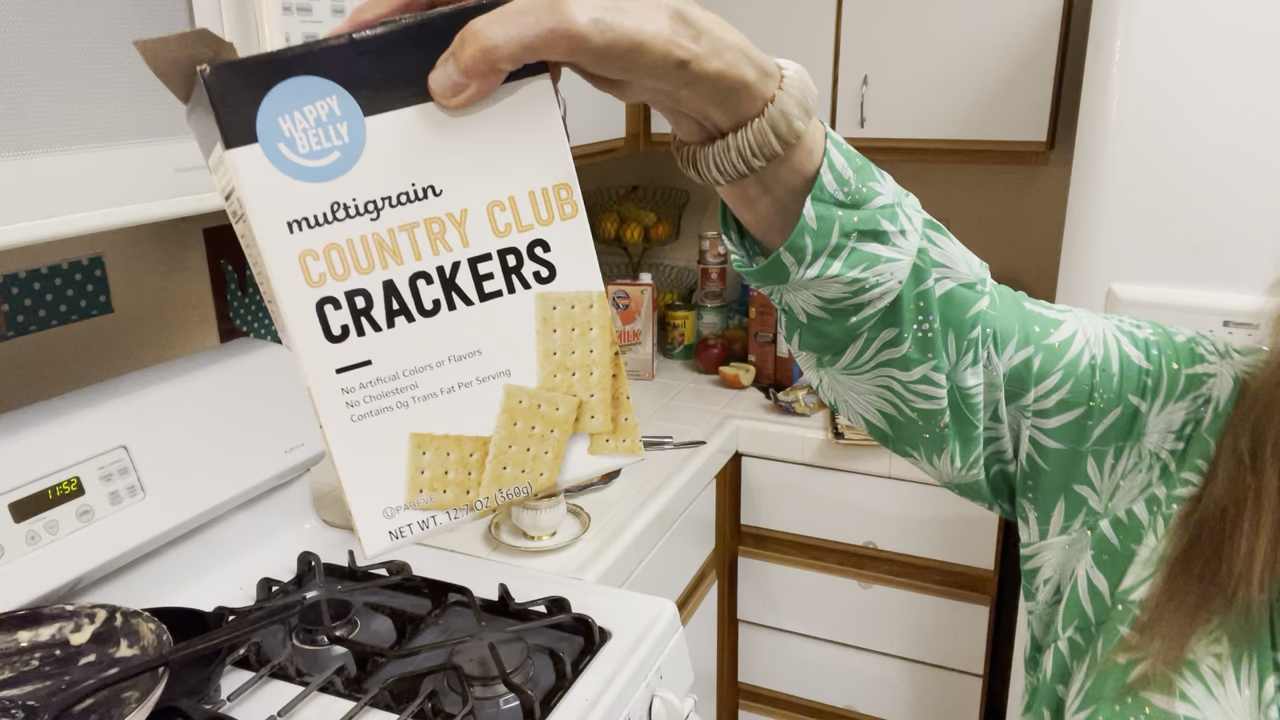 HAPPY
BELLY
multigrain
COUNTRY CLUB
CRACKERS
No Artificial Colors or Flavors
No Cholesterol
Contains 0g Trans Fat Per Serving
PAREVE
NET WT. 12.7 OZ (360g)
MILK
11:52